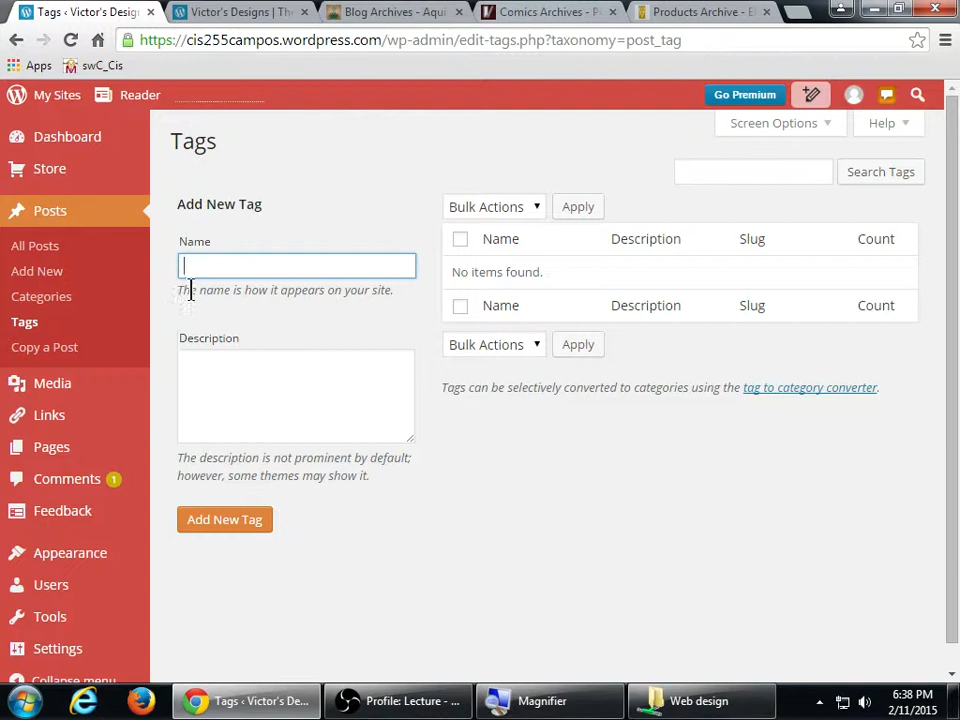 Tags ‹ Victor's Desig
Victor's Designs | The
Blog Archives - Aqui
Comics Archives - P
Products Archive - E
https://cis255campos.wordpress.com/wp-admin/edit-tags.php?taxonomy=post_tag
Apps
swC_Cis
My Sites
Reader
Go Premium
Screen Options
Help
Dashboard
Store
Posts
All Posts
Add New
Categories
Tags
Copy a Post
Media
Links
Pages
Comments 1
Feedback
Appearance
Users
Tools
Settings
Collapse menu
Tags
Search Tags
Add New Tag
Name
The name is how it appears on your site.
Description
The description is not prominent by default;
however, some themes may show it.
Add New Tag
Bulk Actions
Apply
Name Description Slug Count
No items found.
Name Description Slug Count
Bulk Actions
Apply
Tags can be selectively converted to categories using the tag to category converter.
Tags ‹ Victor's De...
Profile: Lecture - ...
Magnifier
Web design
6:38 PM
2/11/2015